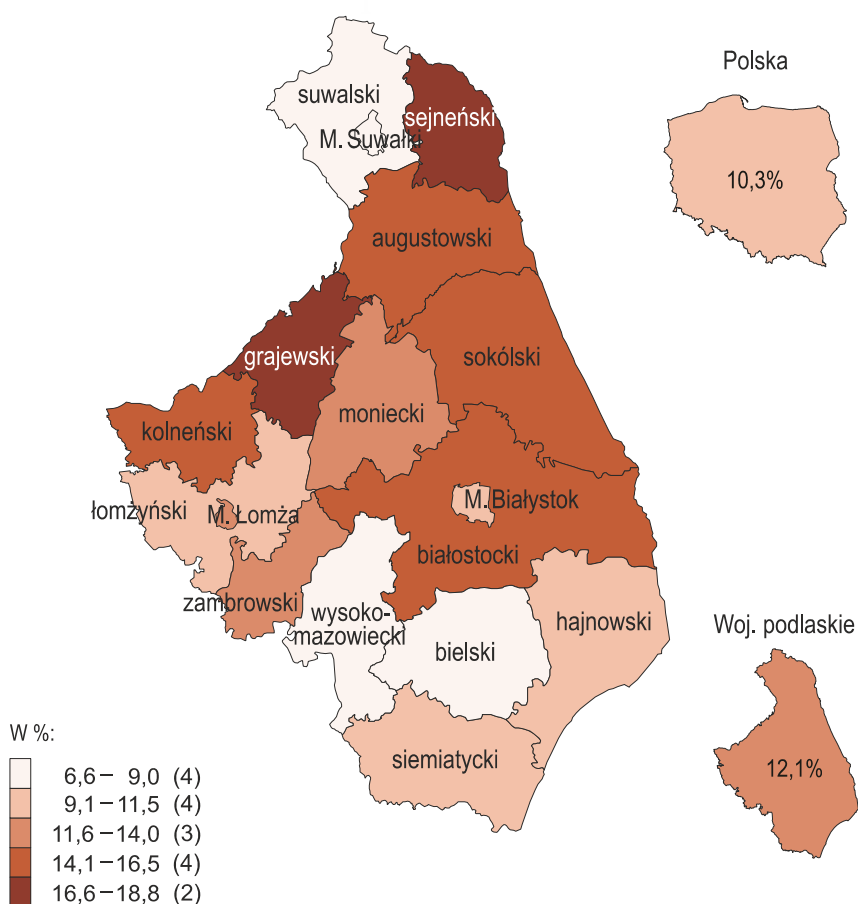 suwalski
sejneński
M. Suwałki
Polska
10,3%
augustowski
grajewski
sokólski
moniecki
kolneński
łomżyński
M. Łomża
M. Białystok
białostocki
zambrowski
wysoko-
mazowiecki
bielski
hajnowski
siemiatycki
Woj. podlaskie
12,1%
W %:
6,6 – 9,0 (4)
9,1 – 11,5 (4)
11,6 – 14,0 (3)
14,1 – 16,5 (4)
16,6 – 18,8 (2)